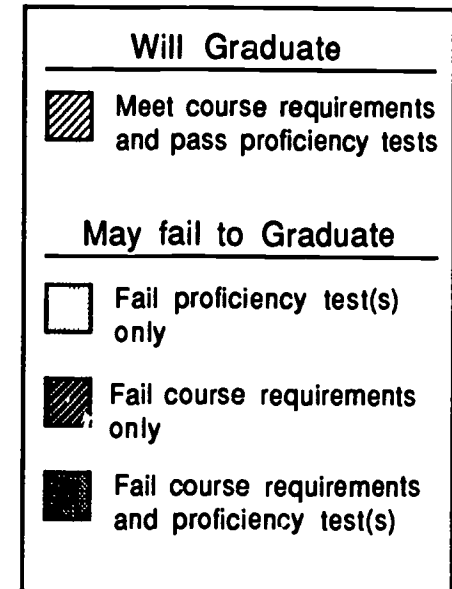 Will Graduate
Meet course requirements
and pass proficiency tests
May fail to Graduate
Fail proficiency test(s)
only
Fail course requirements
only
Fail course requirements
and proficiency test(s)